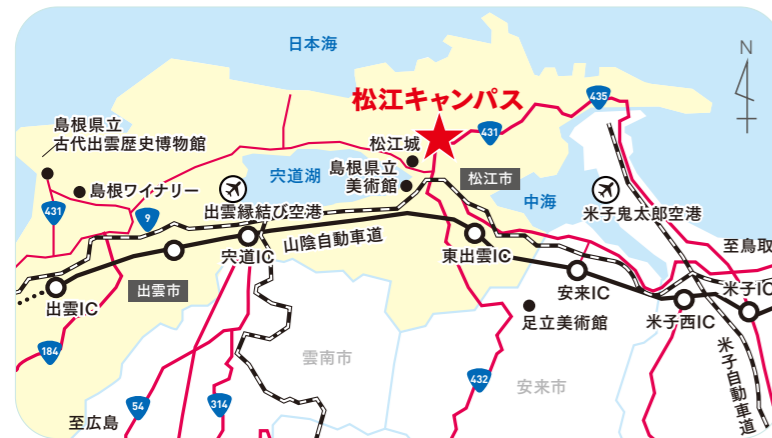 日本海
N
松江キャンパス
435
島根県立
古代出雲歴史博物館
431
松江城
宍道湖
島根県立
美術館
松江市
島根ワイナリー
中海
431
9
出雲縁結び空港
米子鬼太郎空港
山陰自動車道
至鳥取
宍道IC
東出雲IC
出雲市
安来IC
米子IC
出雲IC
足立美術館
米子西IC
184
雲南市
432
安来市
米子自動車道
54
314
至広島